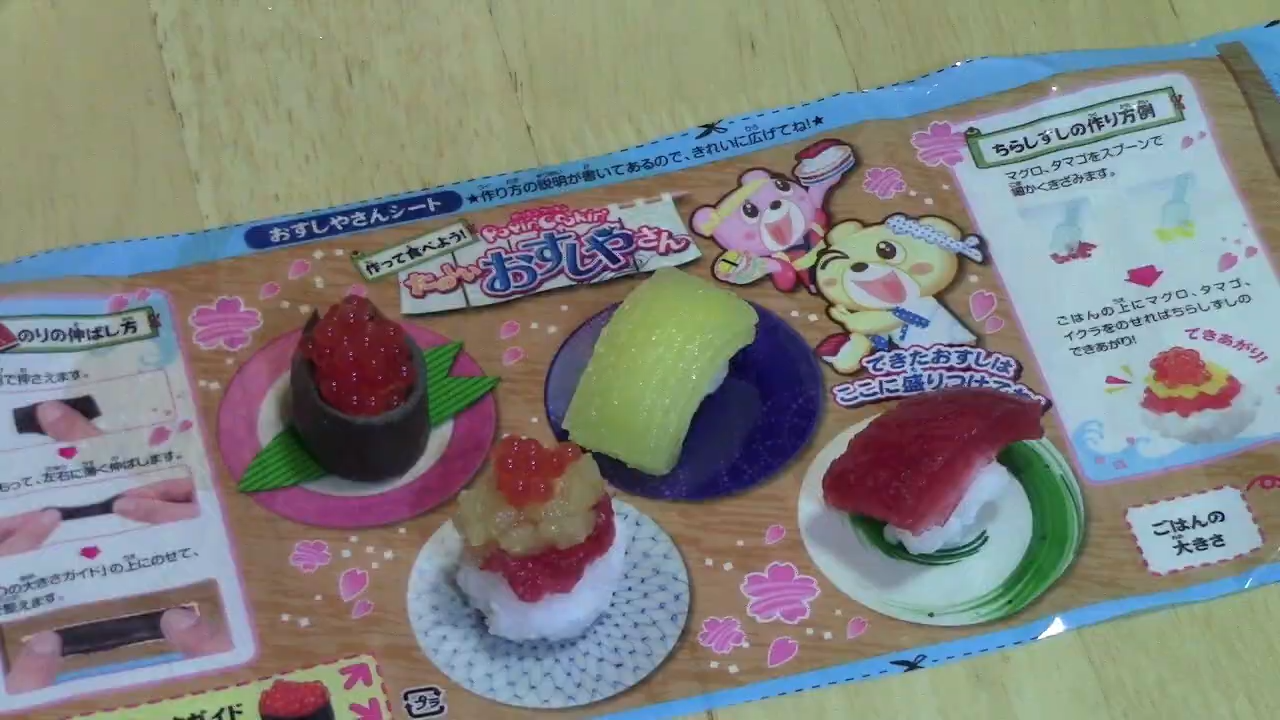 ★作り方の説明が書いてあるので、きれいに広げてね!★
おすしやさんシート
作って食べよう!
Popin' Cookin'
たのしい おすしやさん
できたおすしは
ここに盛りつけてね
ちらしずしの作り方例
マグロ、タマゴをスプーンで
細かくきざみます。
ごはんの上にマグロ、タマゴ、
イクラをのせればちらしずしの
できあがり!
できあがり!
ごはんの
大きさ
のりの伸ばし方
で押さえます。
もって、左右に薄く伸ばします。
の大きさガイド」の上にのせて、
整えます。
ガイド
プラ